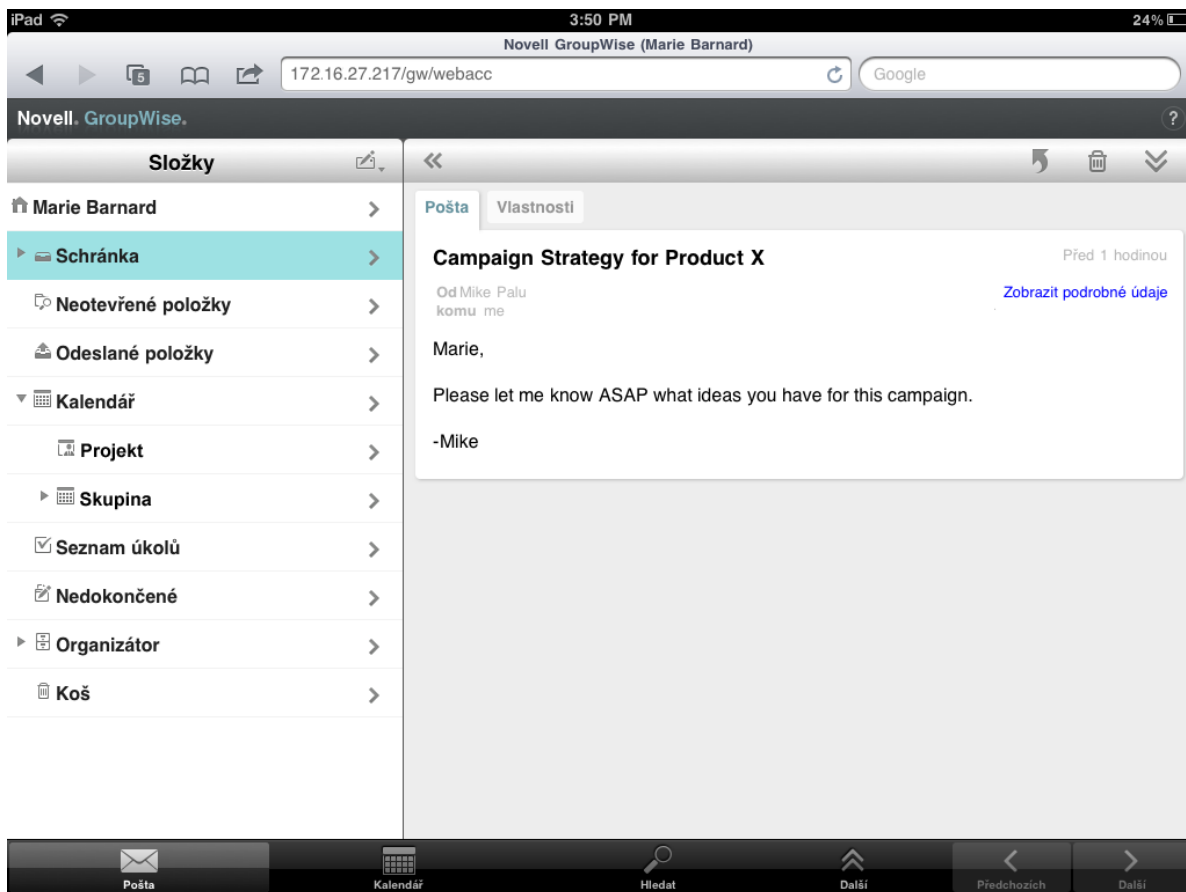 iPad 3:50 PM 24%
Novell GroupWise (Marie Barnard)
5 172.16.27.217/gw/webacc Google
Novell. GroupWise. ?
Složky
Marie Barnard
Schránka
Neotevřené položky
Odeslané položky
Kalendář
Projekt
Skupina
Seznam úkolů
Nedokončené
Organizátor
Koš
Pošta Vlastnosti
Campaign Strategy for Product X Před 1 hodinou
Od Mike Palu Zobrazit podrobné údaje
komu me
Marie,
Please let me know ASAP what ideas you have for this campaign.
-Mike
Pošta Kalendář Hledat Další Předchozích Další